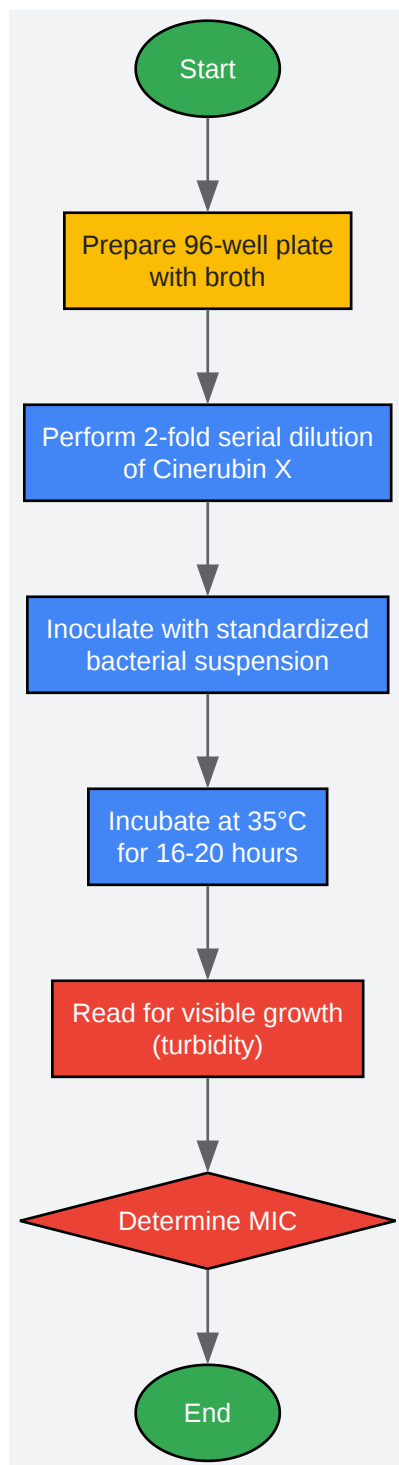 Start
Prepare 96-well plate
with broth
Perform 2-fold serial dilution
of Cinerubin X
Inoculate with standardized
bacterial suspension
Incubate at 35°C
for 16-20 hours
Read for visible growth
(turbidity)
Determine MIC
End